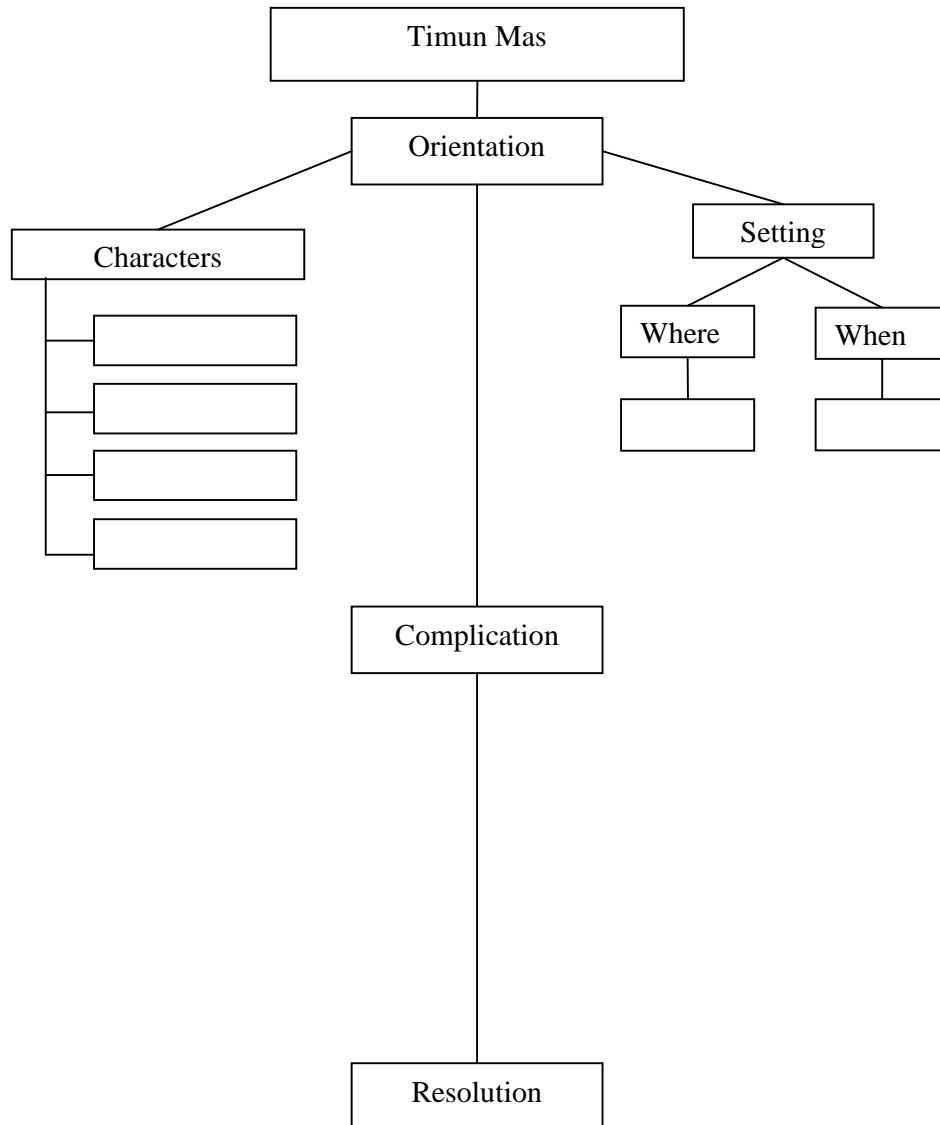 Timun Mas
Orientation
Characters
Setting
Where
When
Complication
Resolution